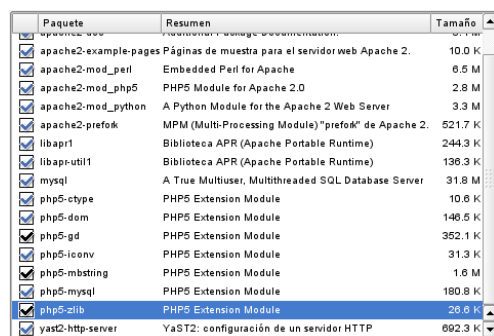 Paquete Resumen Tamaño
apache2-example-pages Páginas de muestra para el servidor web Apache 2. 10.0 K
apache2-mod_perl Embedded Perl for Apache 6.5 M
apache2-mod_php5 PHP5 Module for Apache 2.0 2.8 M
apache2-mod_python A Python Module for the Apache 2 Web Server 3.3 M
apache2-prefork MPM (Multi-Processing Module) "prefork" de Apache 2. 521.7 K
libapr1 Biblioteca APR (Apache Portable Runtime) 244.3 K
libapr-util1 Biblioteca APR (Apache Portable Runtime) 136.3 K
mysql A True Multiuser, Multithreaded SQL Database Server 31.8 M
php5-ctype PHP5 Extension Module 10.6 K
php5-dom PHP5 Extension Module 146.5 K
php5-gd PHP5 Extension Module 352.1 K
php5-iconv PHP5 Extension Module 31.3 K
php5-mbstring PHP5 Extension Module 1.6 M
php5-mysql PHP5 Extension Module 180.8 K
php5-zlib PHP5 Extension Module 26.6 K
yast2-http-server YaST2: configuración de un servidor HTTP 692.3 K